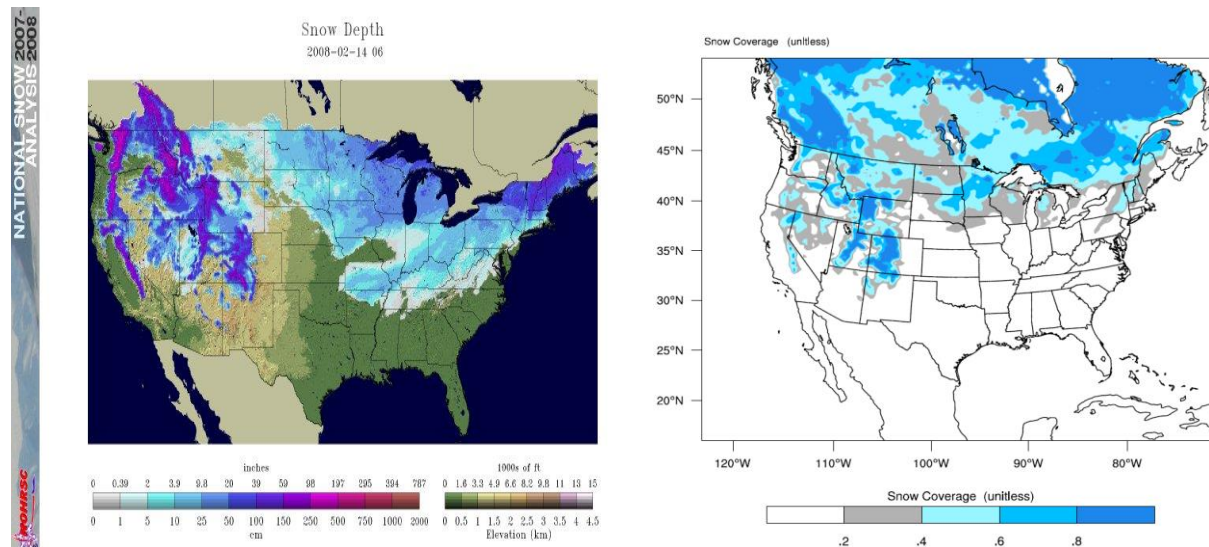 NATIONAL SNOW 2007-
ANALYSIS 2008
NOHRSC
Snow Depth
2008-02-14 06
inches
0 0.39 2 3.9 9.8 20 39 59 98 197 295 394 787
0 1 5 10 25 50 100 150 250 500 750 1000 2000
cm
1000s of ft
0 1.6 3.3 4.9 6.6 8.2 9.8 11 13 15
0 0.5 1 1.5 2 2.5 3 3.5 4 4.5
Elevation (km)
Snow Coverage (unitless)
50°N
45°N
40°N
35°N
30°N
25°N
20°N
120°W 110°W 100°W 90°W 80°W
Snow Coverage (unitless)
.2 .4 .6 .8